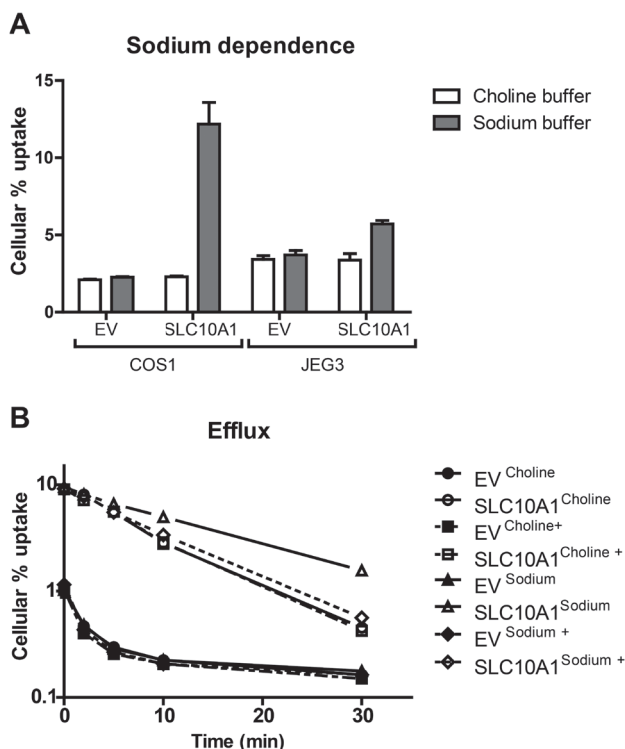 A
Sodium dependence
15
10
5
0
Cellular % uptake
Choline buffer
Sodium buffer
EV SLC10A1 EV SLC10A1
COS1 JEG3
B
Efflux
10
1
0.1
Cellular % uptake
0 10 20 30
Time (min)
EV Choline
SLC10A1 Choline
EV Choline+
SLC10A1 Choline +
EV Sodium
SLC10A1 Sodium
EV Sodium +
SLC10A1 Sodium +